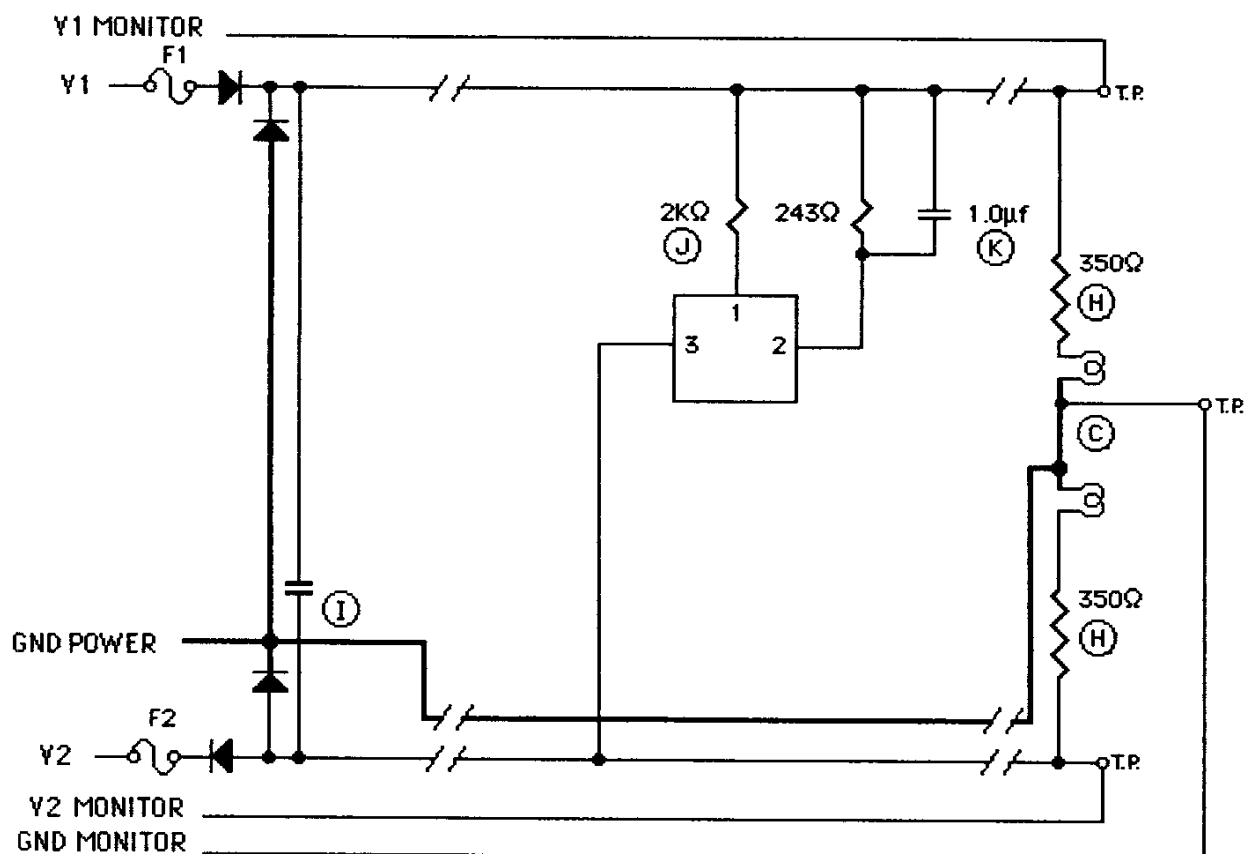 V1 MONITOR
F1
V1
T.P.
2KΩ
J
243Ω
1.0µf
K
350Ω
H
1
3
2
T.P.
C
I
350Ω
H
GND POWER
F2
V2
T.P.
V2 MONITOR
GND MONITOR